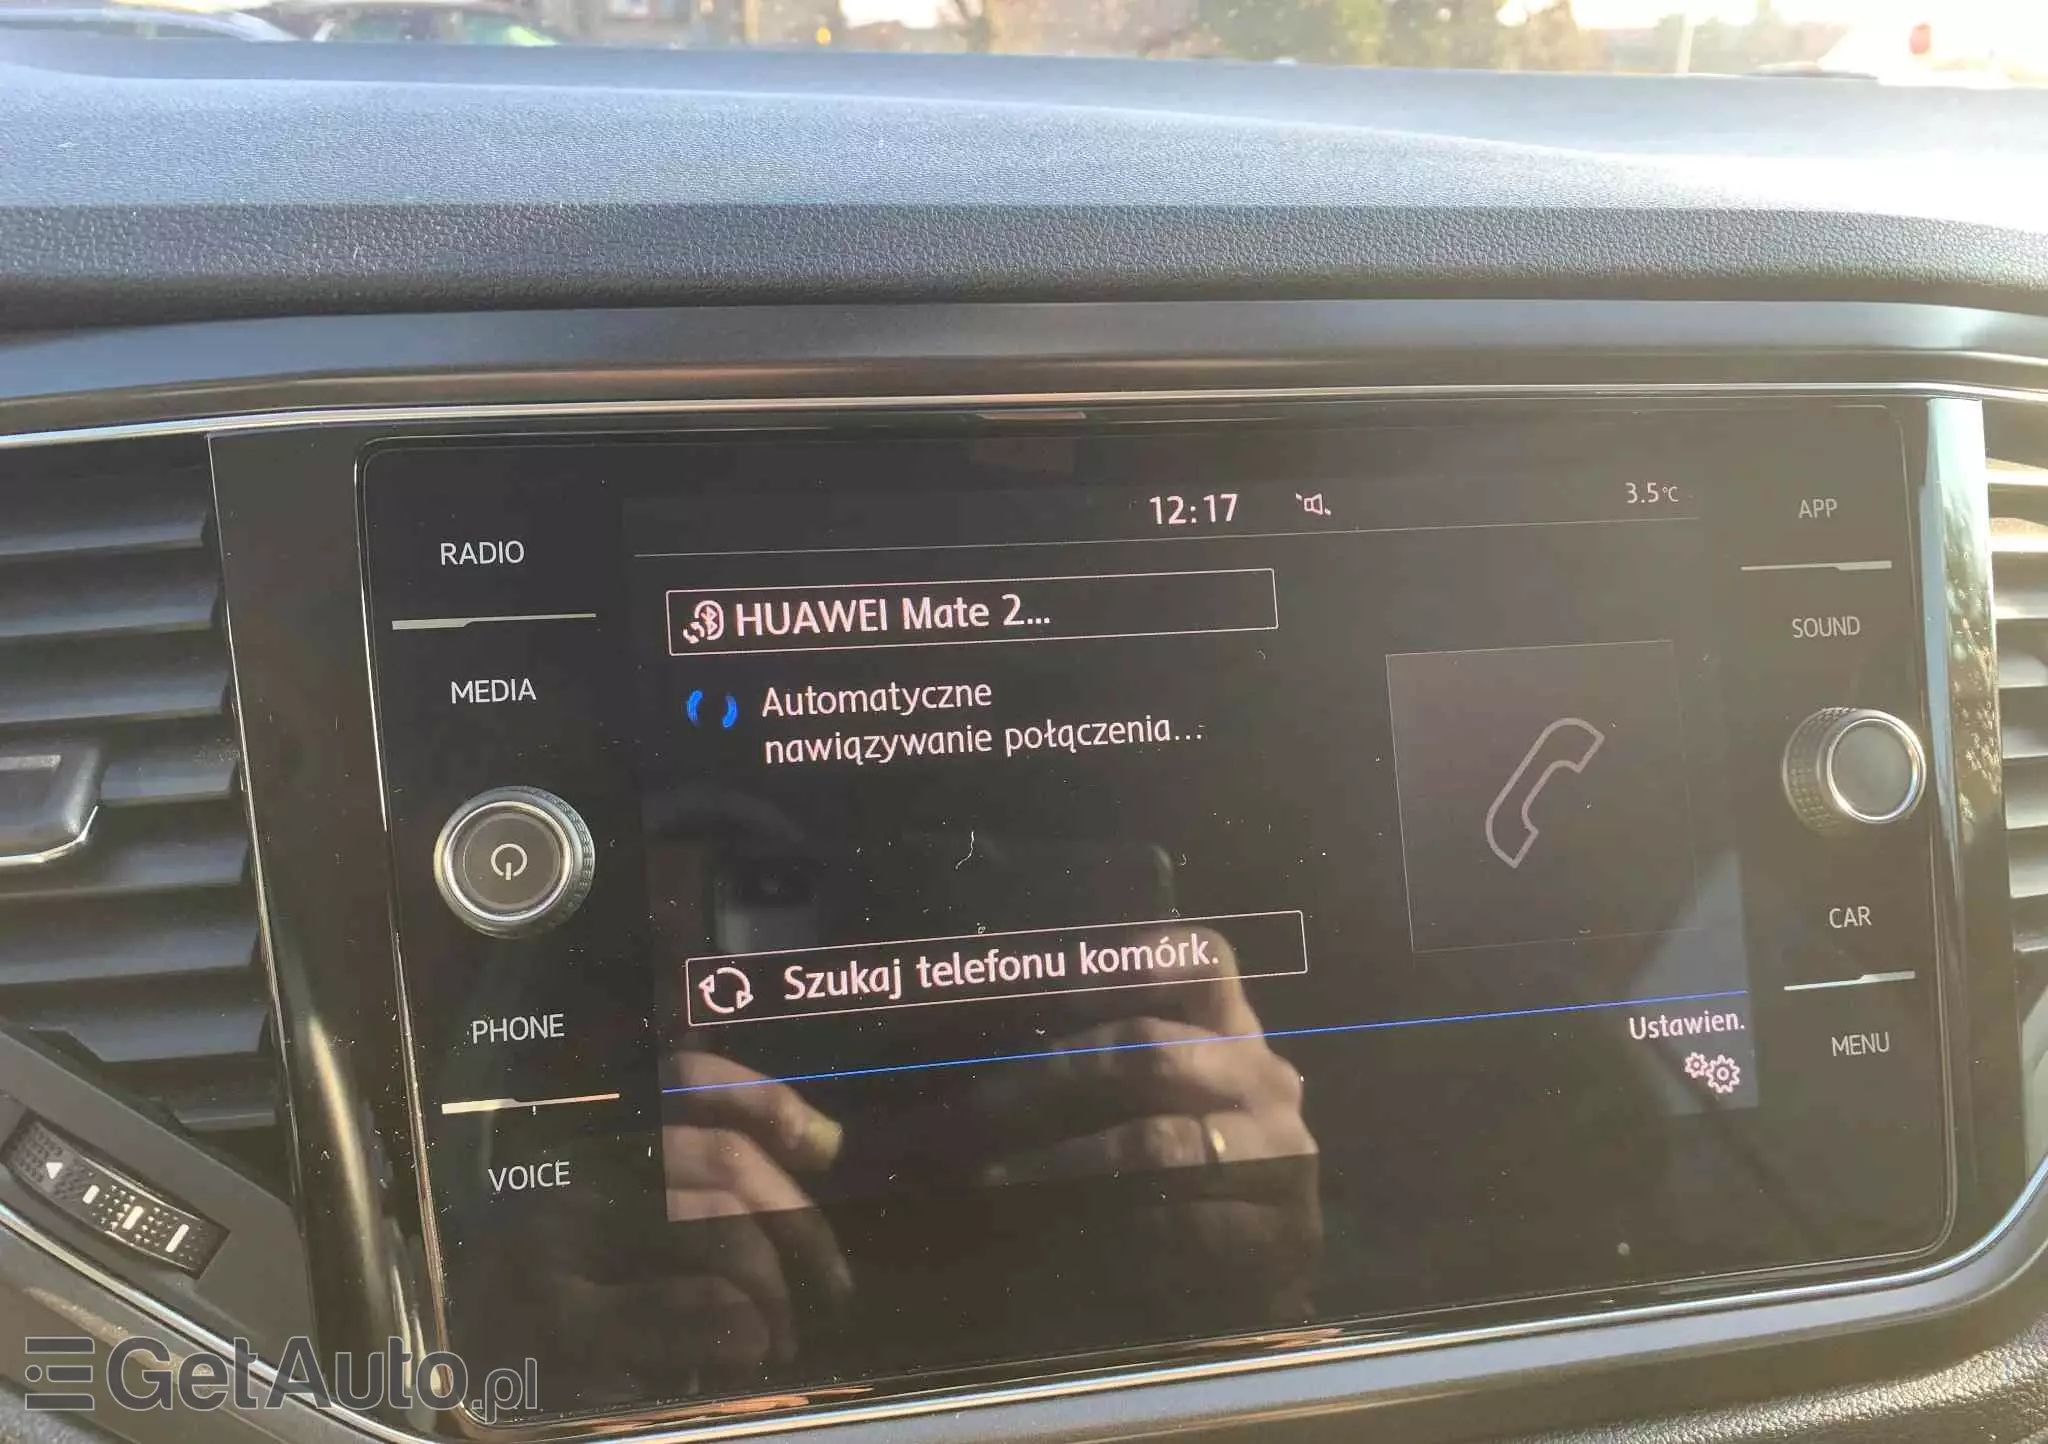 12:17
3.5°C
APP
RADIO
HUAWEI Mate 2...
SOUND
MEDIA
Automatyczne
nawiązywanie połączenia...
CAR
Szukaj telefonu komórk.
PHONE
Ustawien.
MENU
VOICE
GetAuto.pl